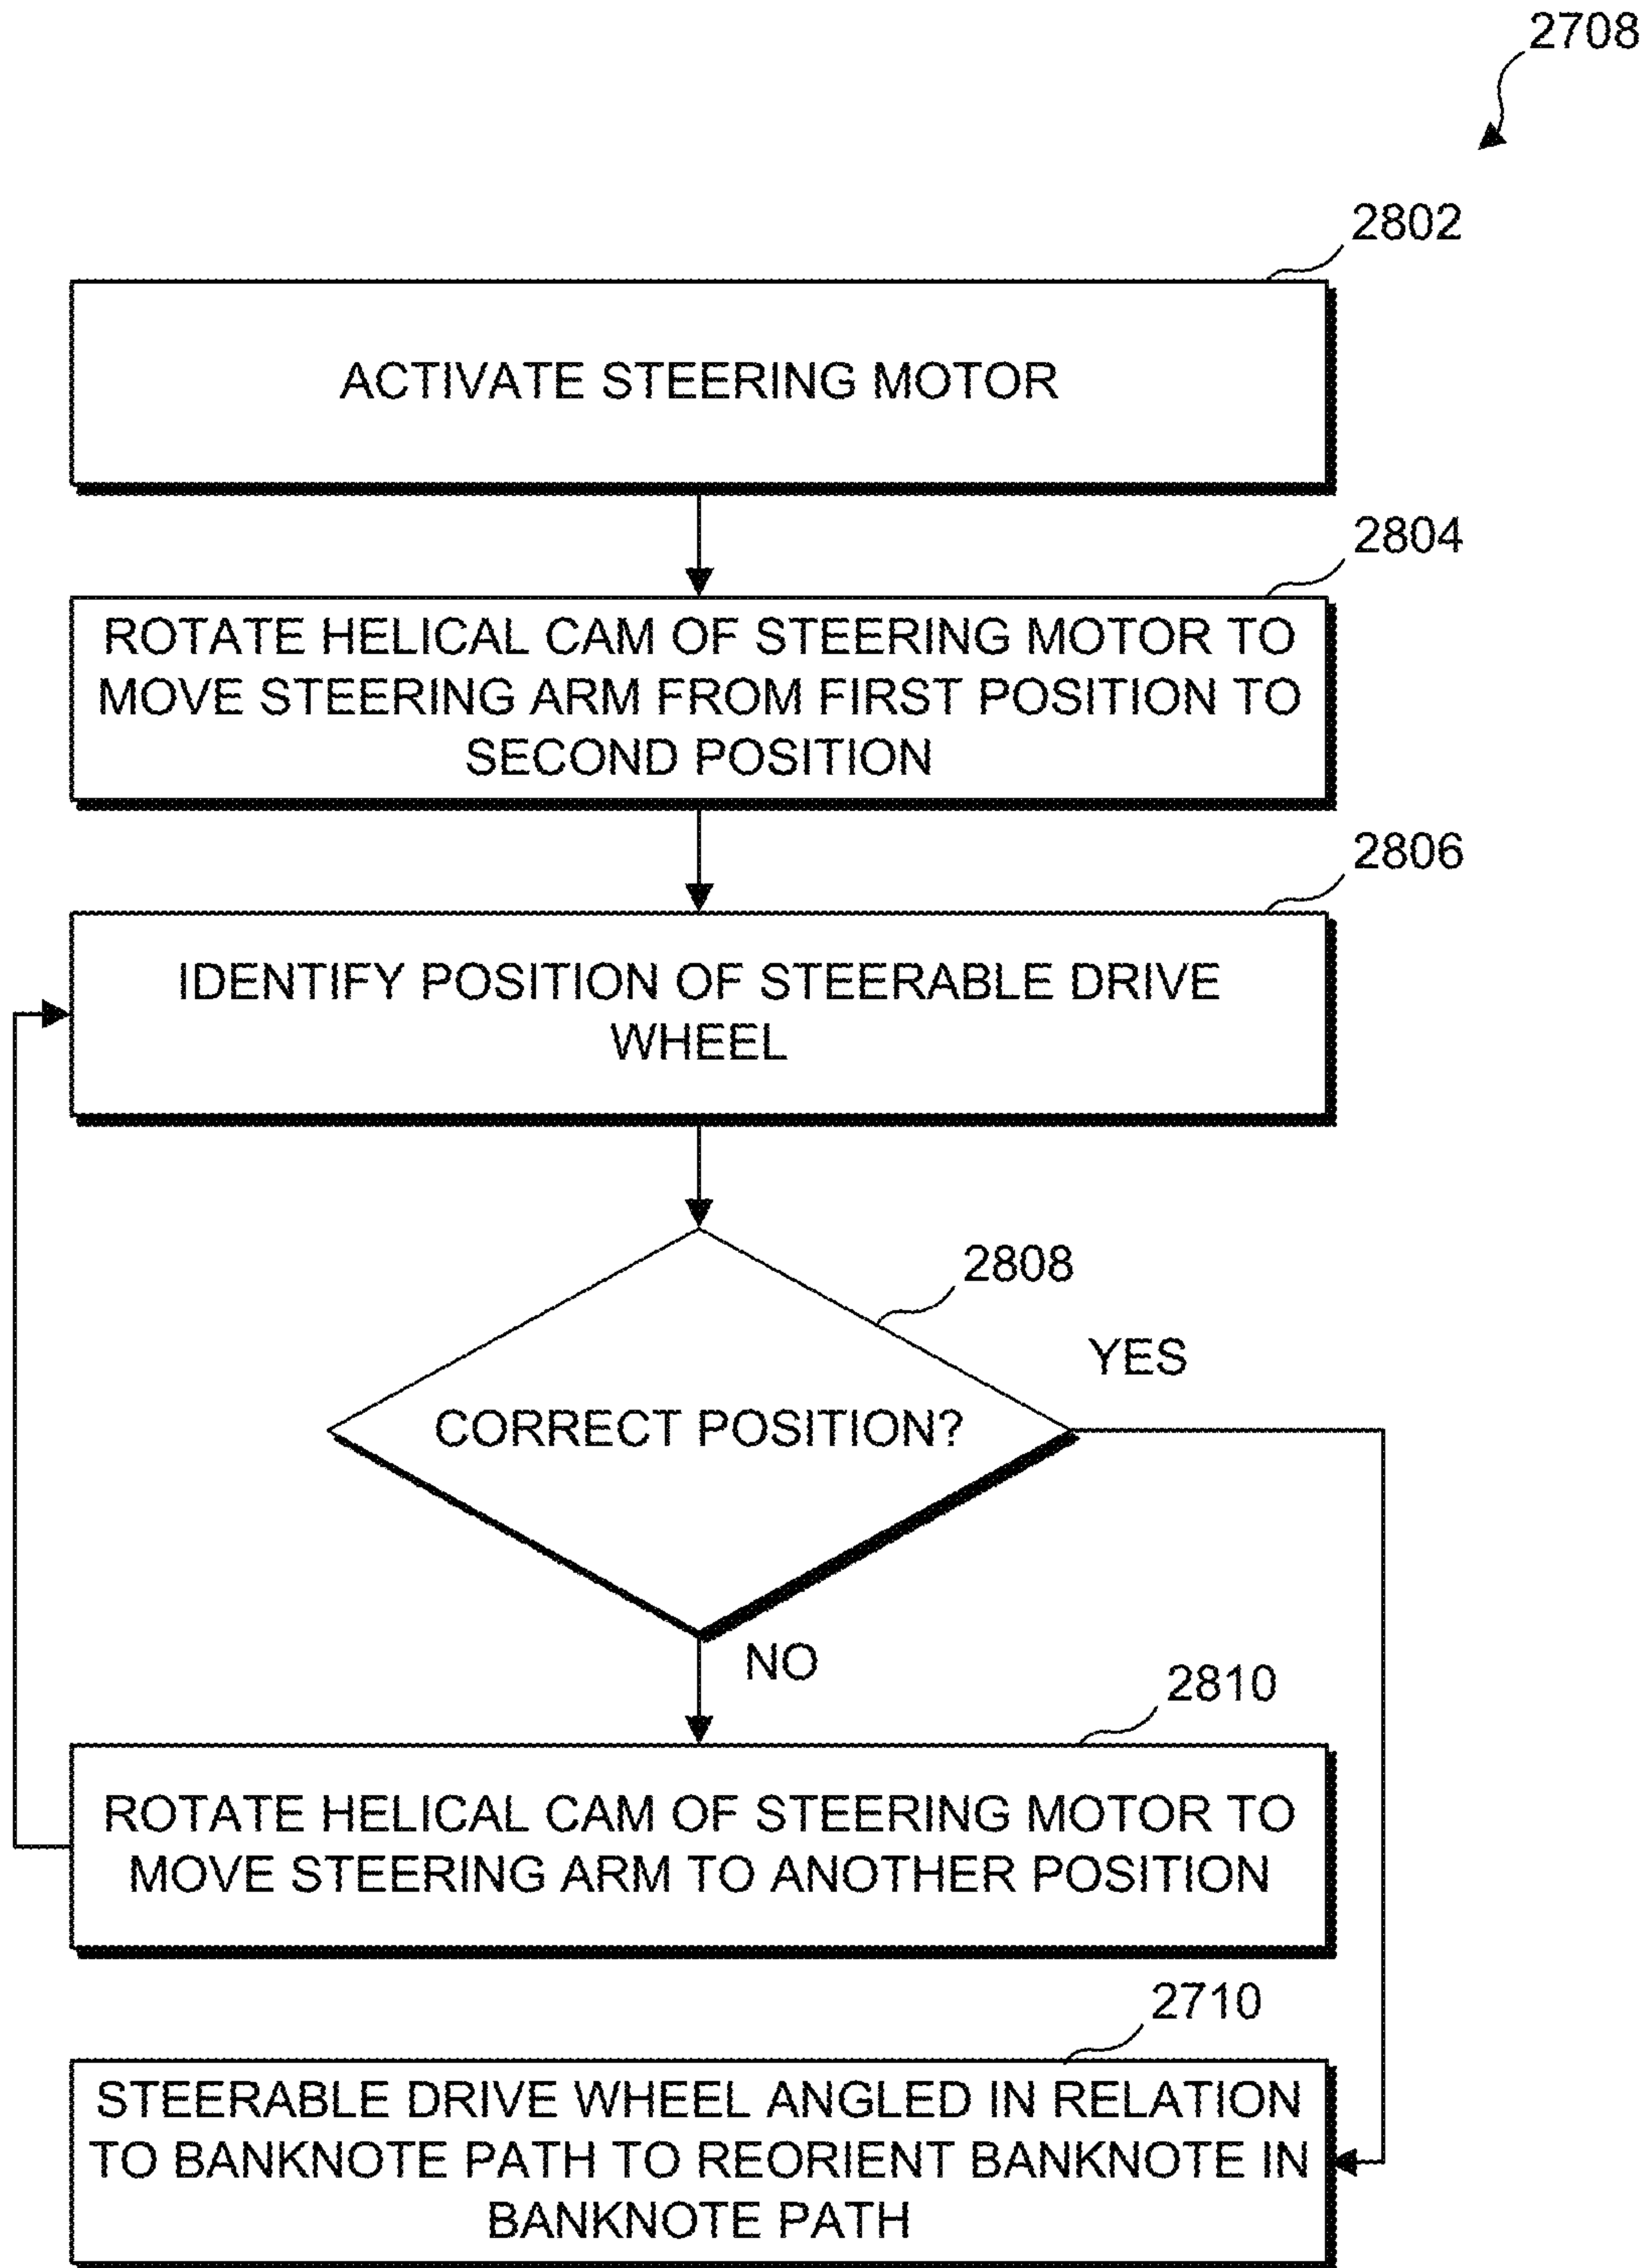 2708
2802
ACTIVATE STEERING MOTOR
2804
ROTATE HELICAL CAM OF STEERING MOTOR TO
MOVE STEERING ARM FROM FIRST POSITION TO
SECOND POSITION
2806
IDENTIFY POSITION OF STEERABLE DRIVE
WHEEL
2808
YES
CORRECT POSITION?
NO
2810
ROTATE HELICAL CAM OF STEERING MOTOR TO
MOVE STEERING ARM TO ANOTHER POSITION
2710
STEERABLE DRIVE WHEEL ANGLED IN RELATION
TO BANKNOTE PATH TO REORIENT BANKNOTE IN
BANKNOTE PATH